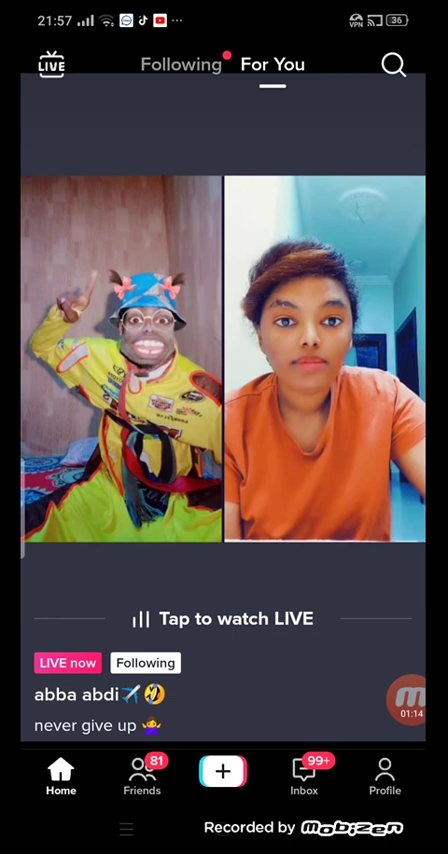 21:57
VPN
36
LIVE
Following
For You
Tap to watch LIVE
LIVE now
Following
abba abdi✈️🤣
never give up 🤷‍♀️
01:14
81
99+
Home
Friends
Inbox
Profile
Recorded by Mobizen